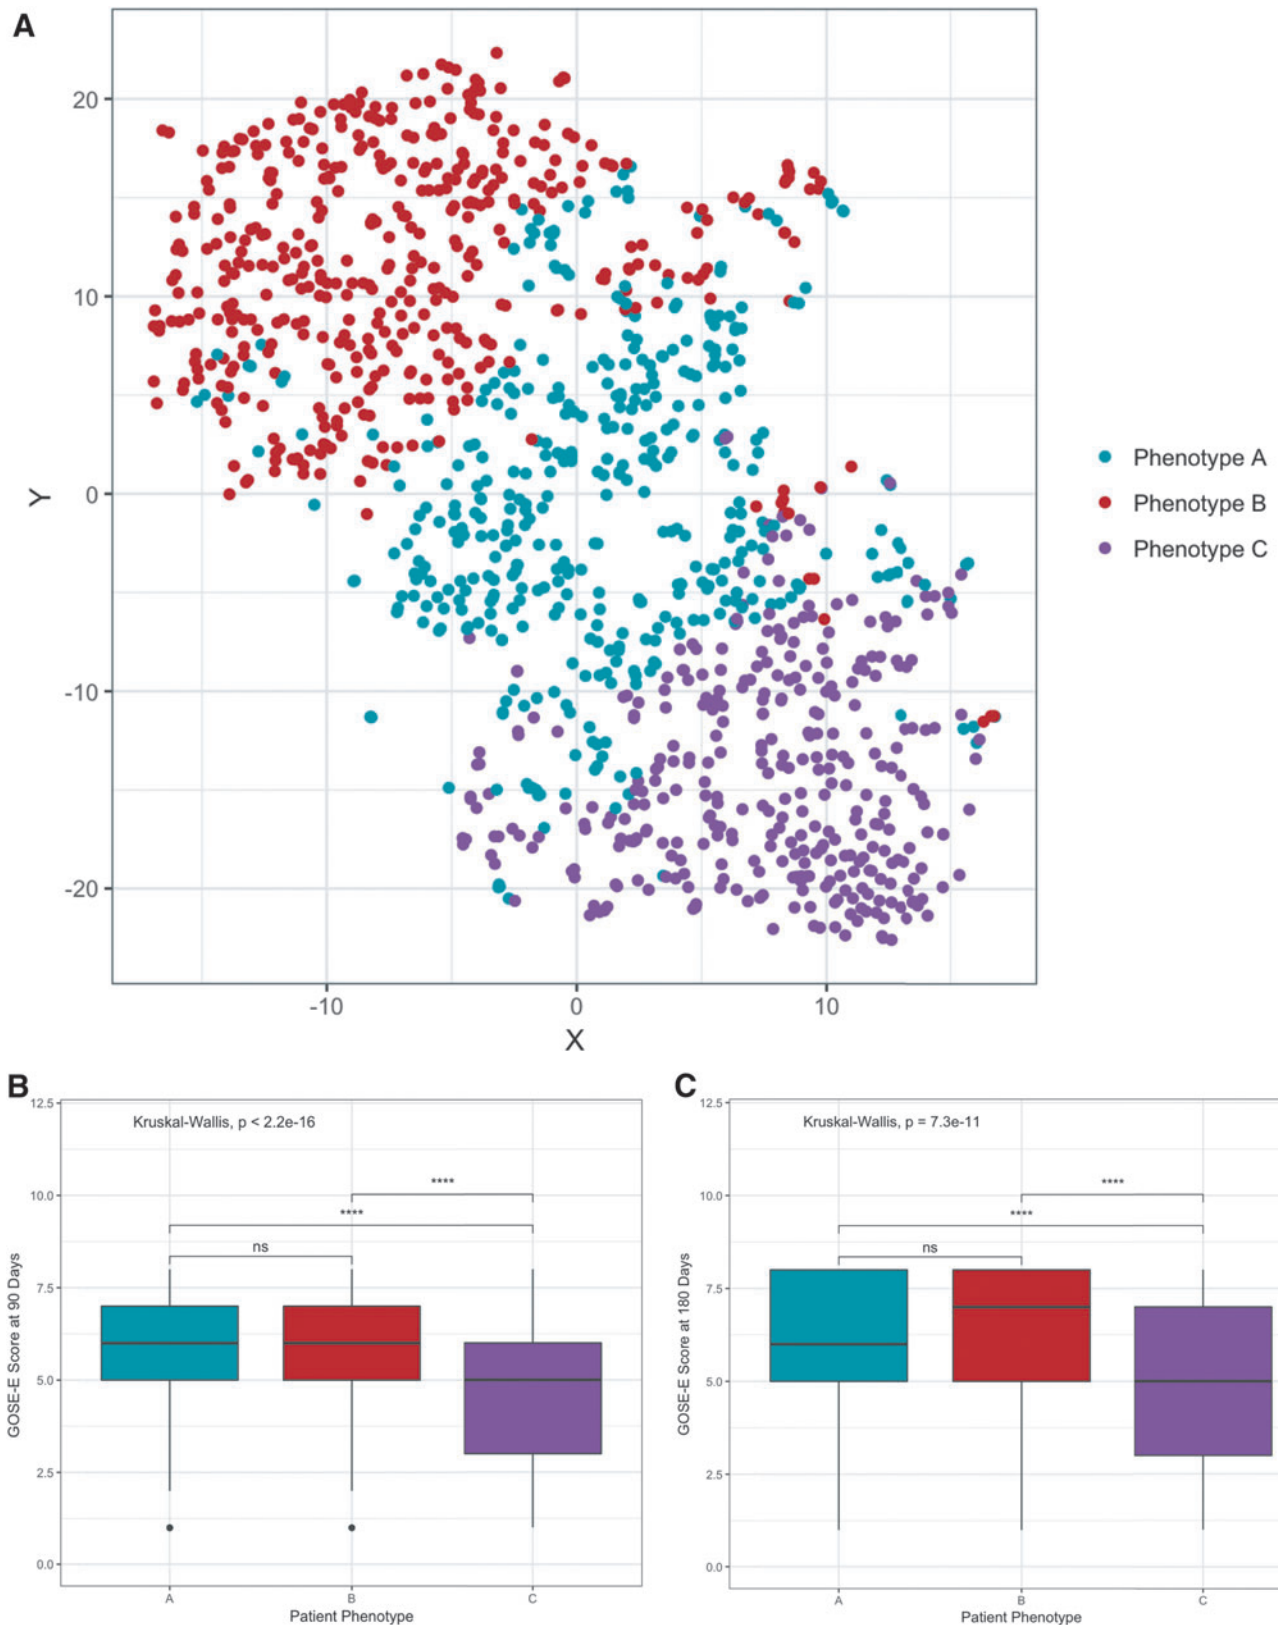 A
20
10
0
-10
-20
Y
-10
0
10
X
Phenotype A
Phenotype B
Phenotype C
B
12.5
10.0
7.5
5.0
2.5
0.0
GOSE-E Score at 90 Days
Kruskal-Wallis, p < 2.2e-16
****
****
ns
A
B
C
Patient Phenotype
C
12.5
10.0
7.5
5.0
2.5
0.0
GOSE-E Score at 180 Days
Kruskal-Wallis, p = 7.3e-11
****
****
ns
A
B
C
Patient Phenotype